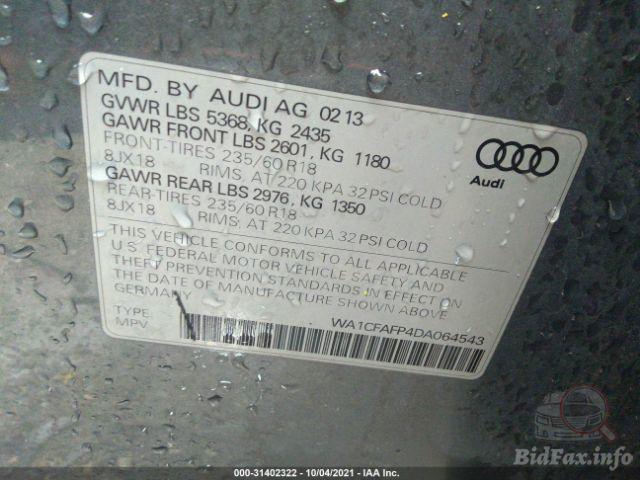 MFD. BY AUDI AG 02 13
GVWR LBS 5368, KG 2435
GAWR FRONT LBS 2601, KG 1180
FRONT-TIRES 235/60 R18
8JX18 RIMS, AT 220 KPA 32 PSI COLD
GAWR REAR LBS 2976, KG 1350
REAR-TIRES 235/60 R18
8JX18 RIMS, AT 220 KPA 32 PSI COLD
THIS VEHICLE CONFORMS TO ALL APPLICABLE
U.S. FEDERAL MOTOR VEHICLE SAFETY AND
THEFT PREVENTION STANDARDS IN EFFECT ON
THE DATE OF MANUFACTURE SHOWN ABOVE
GERMANY
TYPE:
MPV
WA1CFAFP4DA064543
Audi
BidFax.info
000-31402322 - 10/04/2021 - IAA Inc.